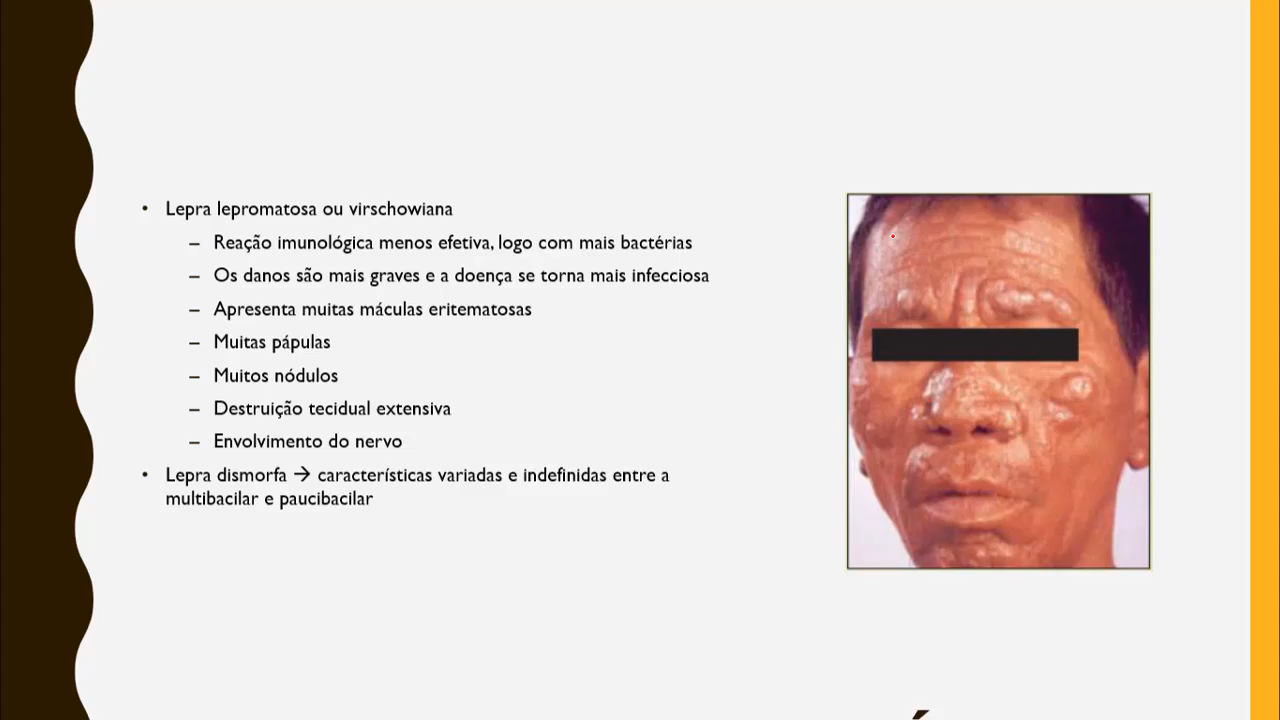 • Lepra lepromatosa ou virschowiana
– Reação imunológica menos efetiva, logo com mais bactérias
– Os danos são mais graves e a doença se torna mais infecciosa
– Apresenta muitas máculas eritematosas
– Muitas pápulas
– Muitos nódulos
– Destruição tecidual extensiva
– Envolvimento do nervo
• Lepra dismorfa → características variadas e indefinidas entre a
multibacilar e paucibacilar